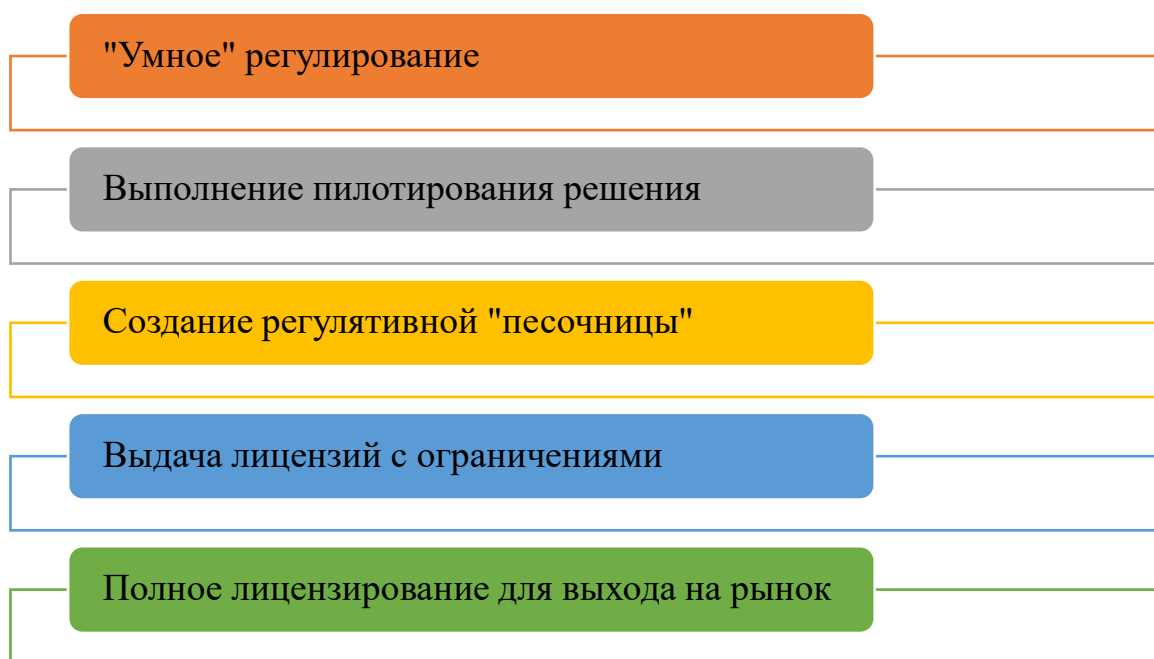 "Умное" регулирование
Выполнение пилотирования решения
Создание регулятивной "песочницы"
Выдача лицензий с ограничениями
Полное лицензирование для выхода на рынок